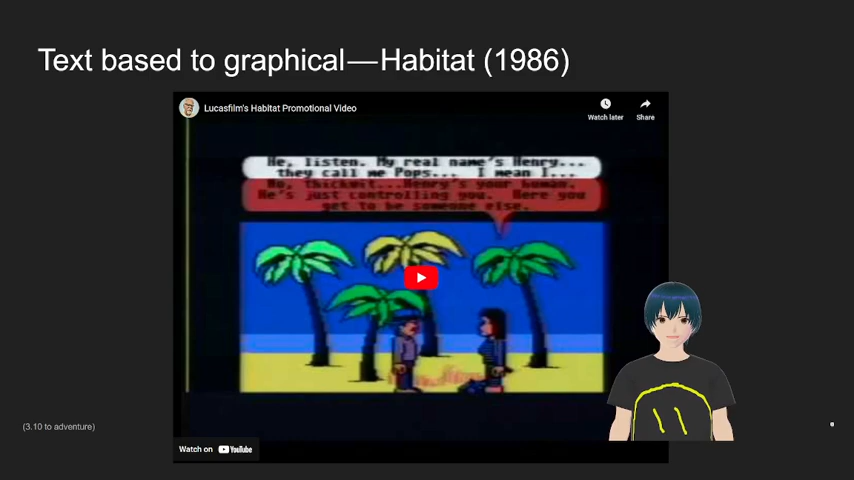 Text based to graphical—Habitat (1986)
Lucasfilm's Habitat Promotional Video
Watch later
Share
He, listen. My real name's Henry...
they call me Pops... I mean I...
No, thickwit...Henry's your human.
He's just controlling you. Here you
get to be someone else.
(3.10 to adventure)
Watch on YouTube